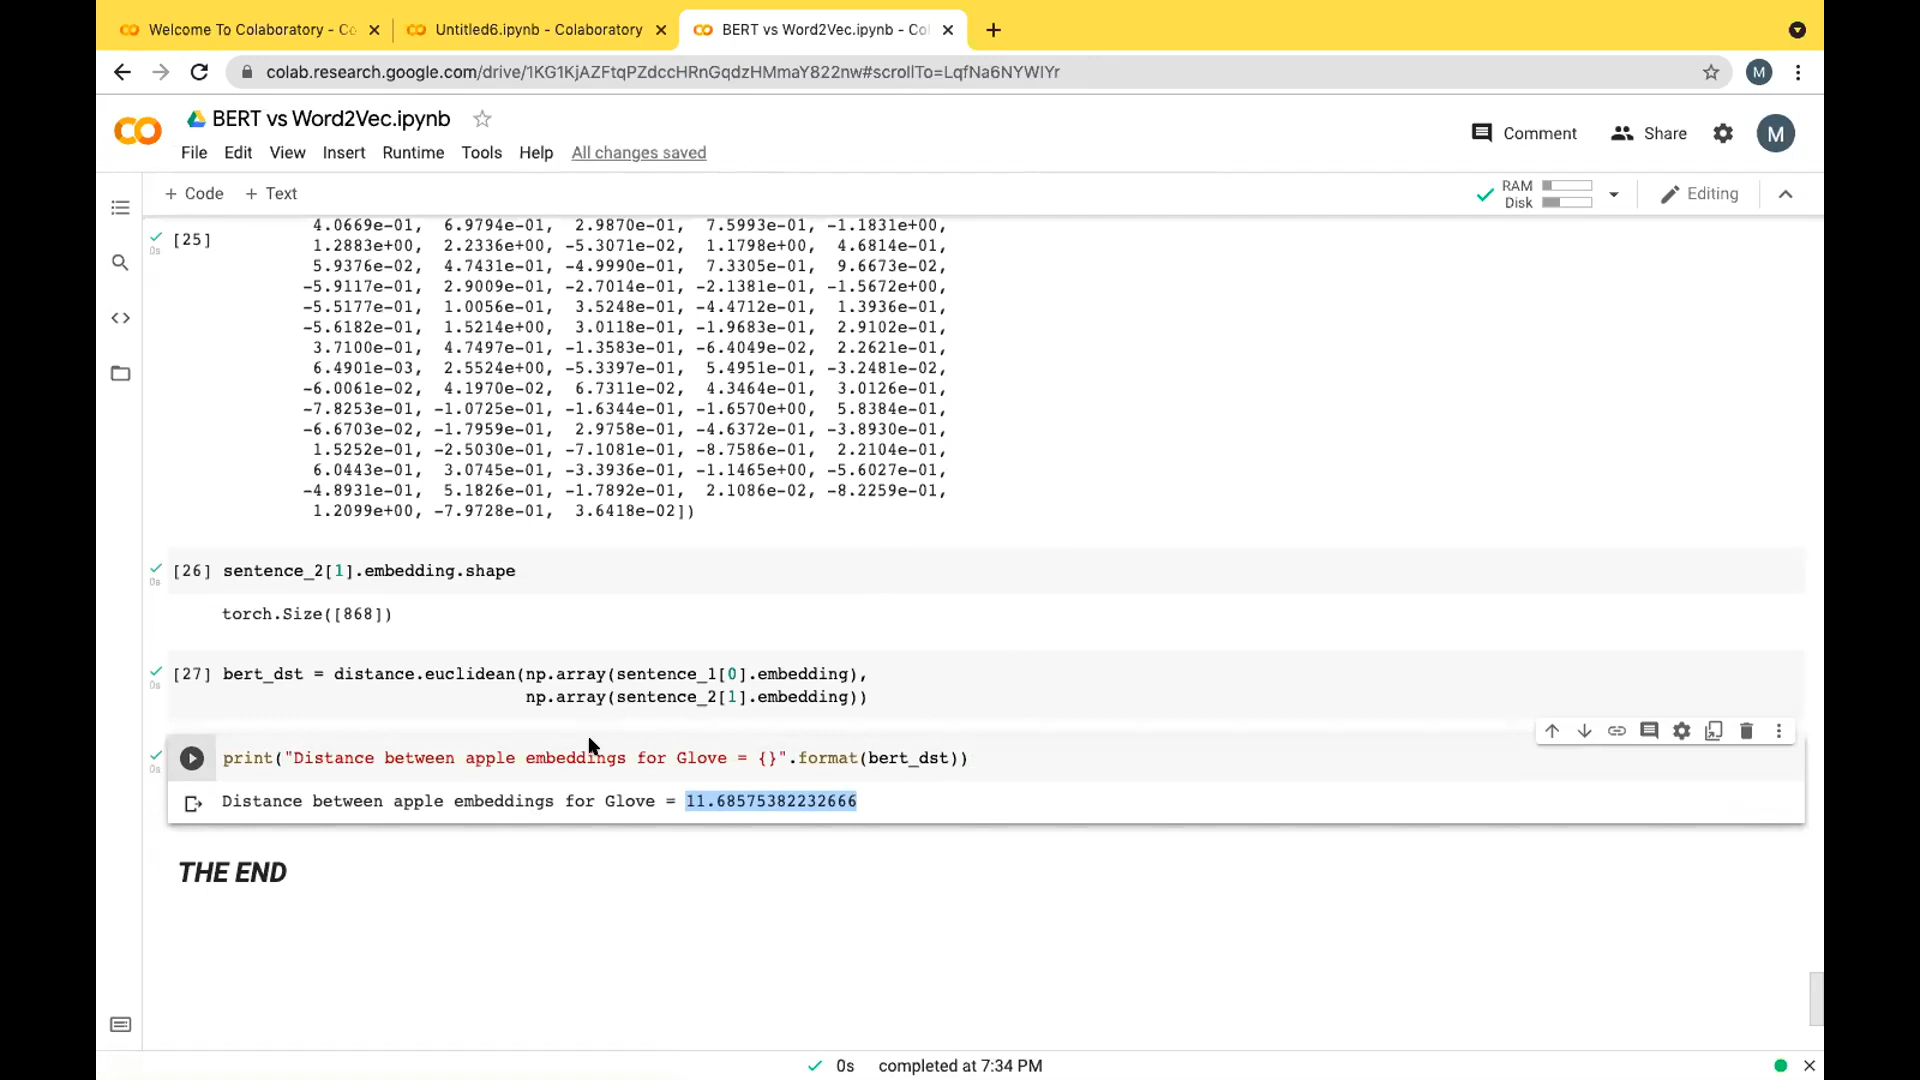 Welcome To Colaboratory - Co
Untitled6.ipynb - Colaboratory
BERT vs Word2Vec.ipynb - Col
colab.research.google.com/drive/1KG1KjAZFtqPZdccHRnGqdzHMmaY822nw#scrollTo=LqfNa6NYWlYr
M
BERT vs Word2Vec.ipynb
Comment
Share
M
File Edit View Insert Runtime Tools Help All changes saved
+ Code + Text
RAM
Disk
Editing
[25]
0s
4.0669e-01, 6.9794e-01, 2.9870e-01, 7.5993e-01, -1.1831e+00,
1.2883e+00, 2.2336e+00, -5.3071e-02, 1.1798e+00, 4.6814e-01,
5.9376e-02, 4.7431e-01, -4.9990e-01, 7.3305e-01, 9.6673e-02,
-5.9117e-01, 2.9009e-01, -2.7014e-01, -2.1381e-01, -1.5672e+00,
-5.5177e-01, 1.0056e-01, 3.5248e-01, -4.4712e-01, 1.3936e-01,
-5.6182e-01, 1.5214e+00, 3.0118e-01, -1.9683e-01, 2.9102e-01,
3.7100e-01, 4.7497e-01, -1.3583e-01, -6.4049e-02, 2.2621e-01,
6.4901e-03, 2.5524e+00, -5.3397e-01, 5.4951e-01, -3.2481e-02,
-6.0061e-02, 4.1970e-02, 6.7311e-02, 4.3464e-01, 3.0126e-01,
-7.8253e-01, -1.0725e-01, -1.6344e-01, -1.6570e+00, 5.8384e-01,
-6.6703e-02, -1.7959e-01, 2.9758e-01, -4.6372e-01, -3.8930e-01,
1.5252e-01, -2.5030e-01, -7.1081e-01, -8.7586e-01, 2.2104e-01,
6.0443e-01, 3.0745e-01, -3.3936e-01, -1.1465e+00, -5.6027e-01,
-4.8931e-01, 5.1826e-01, -1.7892e-01, 2.1086e-02, -8.2259e-01,
1.2099e+00, -7.9728e-01, 3.6418e-02])
[26] sentence_2[1].embedding.shape
0s
torch.Size([868])
[27] bert_dst = distance.euclidean(np.array(sentence_1[0].embedding),
0s
np.array(sentence_2[1].embedding))
print("Distance between apple embeddings for Glove = {}".format(bert_dst))
0s
Distance between apple embeddings for Glove = 11.68575382232666
THE END
0s completed at 7:34 PM